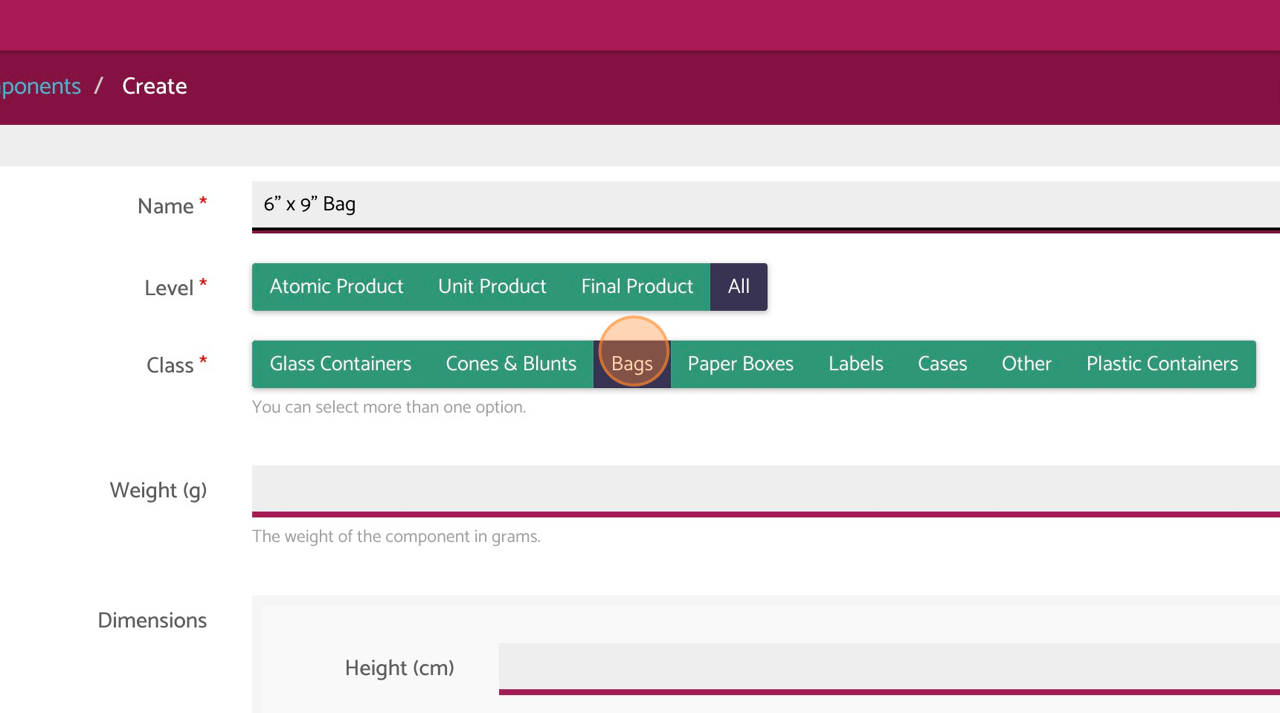 ponents / Create
Name *
6" x 9" Bag
Level *
Atomic Product Unit Product Final Product All
Class *
Glass Containers Cones & Blunts Bags Paper Boxes Labels Cases Other Plastic Containers
You can select more than one option.
Weight (g)
The weight of the component in grams.
Dimensions
Height (cm)